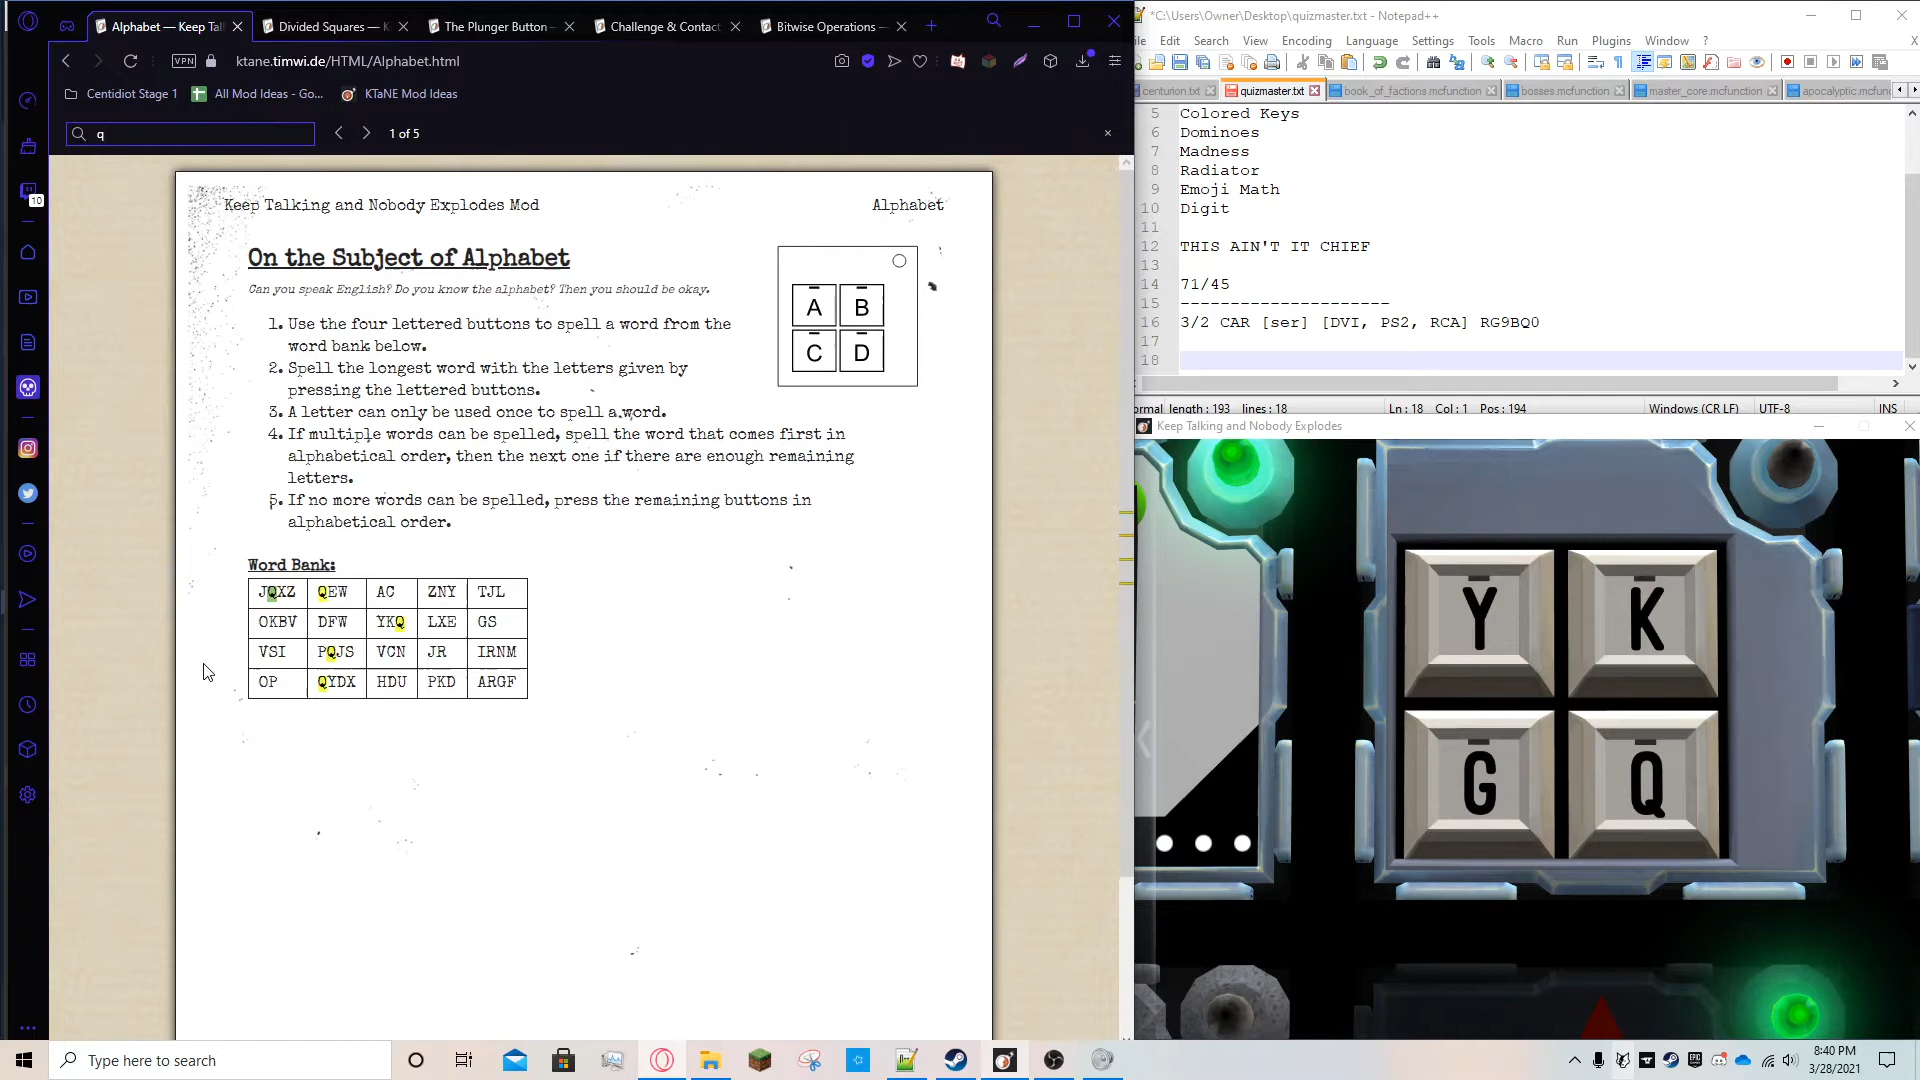 Alphabet — Keep Tal
Divided Squares — K
The Plunger Button –
Challenge & Contact
Bitwise Operations –
VPN
ktane.timwi.de/HTML/Alphabet.html
Centidiot Stage 1
All Mod Ideas - Go...
KTaNE Mod Ideas
q
1 of 5
10
Keep Talking and Nobody Explodes Mod
Alphabet
On the Subject of Alphabet
Can you speak English? Do you know the alphabet? Then you should be okay.
1. Use the four lettered buttons to spell a word from the
word bank below.
2. Spell the longest word with the letters given by
pressing the lettered buttons.
3. A letter can only be used once to spell a word.
4. If multiple words can be spelled, spell the word that comes first in
alphabetical order, then the next one if there are enough remaining
letters.
5. If no more words can be spelled, press the remaining buttons in
alphabetical order.
A B
C D
Word Bank:
JQXZ QEW AC ZNY TJL
OKBV DFW YKQ LXE GS
VSI PQJS VCN JR IRNM
OP QYDX HDU PKD ARGF
*C:\Users\Owner\Desktop\quizmaster.txt - Notepad++
ile Edit Search View Encoding Language Settings Tools Macro Run Plugins Window ? X
centurion.txt quizmaster.txt book_of_factions.mcfunction bosses.mcfunction master_core.mcfunction apocalyptic.mcfun
5 Colored Keys
6 Dominoes
7 Madness
8 Radiator
9 Emoji Math
10 Digit
11
12 THIS AIN'T IT CHIEF
13
14 71/45
15 ---------------------
16 3/2 CAR [ser] [DVI, PS2, RCA] RG9BQ0
17
18
ormal length : 193 lines : 18 Ln : 18 Col : 1 Pos : 194 Windows (CR LF) UTF-8 INS
Keep Talking and Nobody Explodes
Y K
G Q
Type here to search
8:40 PM
3/28/2021